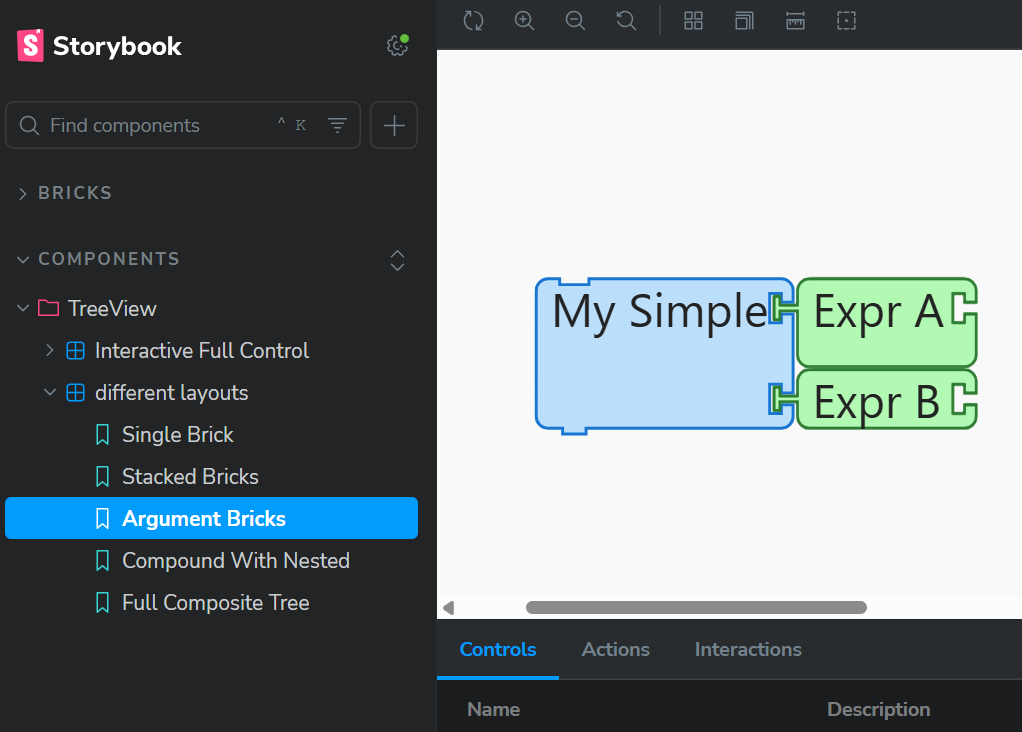 Storybook
Find components
^ K
BRICKS
COMPONENTS
TreeView
Interactive Full Control
different layouts
Single Brick
Stacked Bricks
Argument Bricks
Compound With Nested
Full Composite Tree
My Simple
Expr A
Expr B
Controls
Actions
Interactions
Name
Description